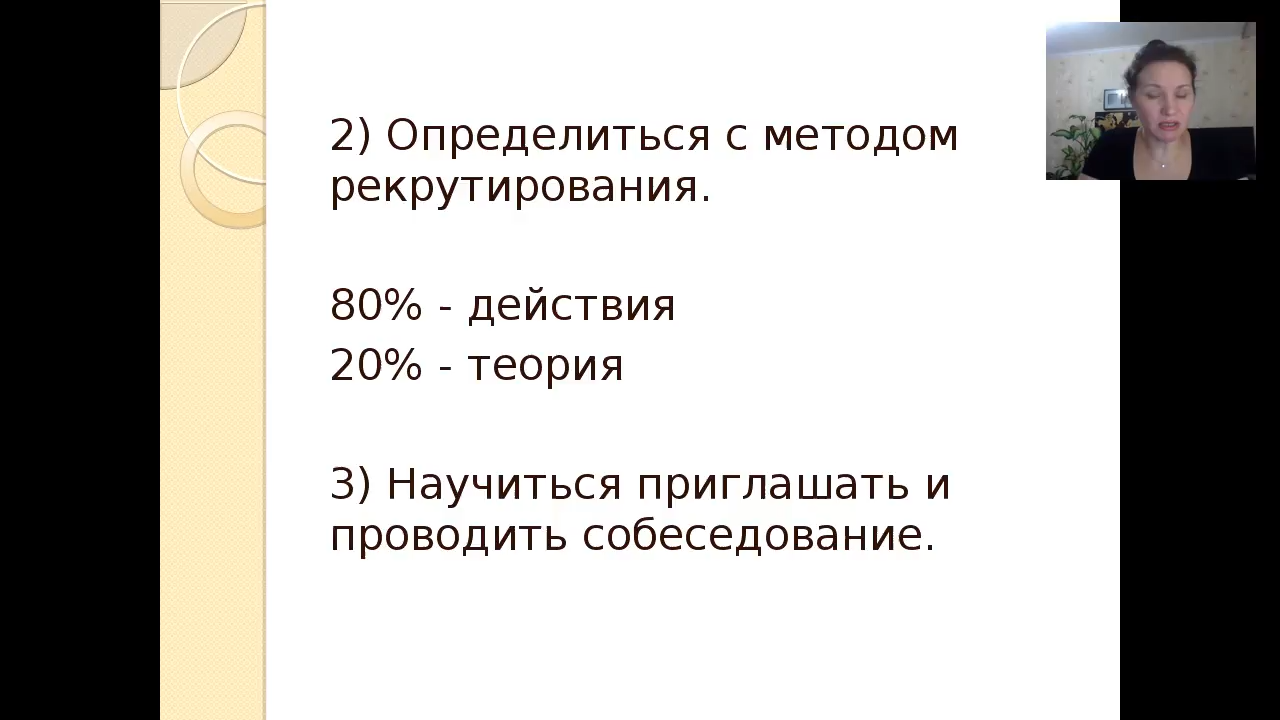 2) Определиться с методом
рекрутирования.
80% - действия
20% - теория
3) Научиться приглашать и
проводить собеседование.